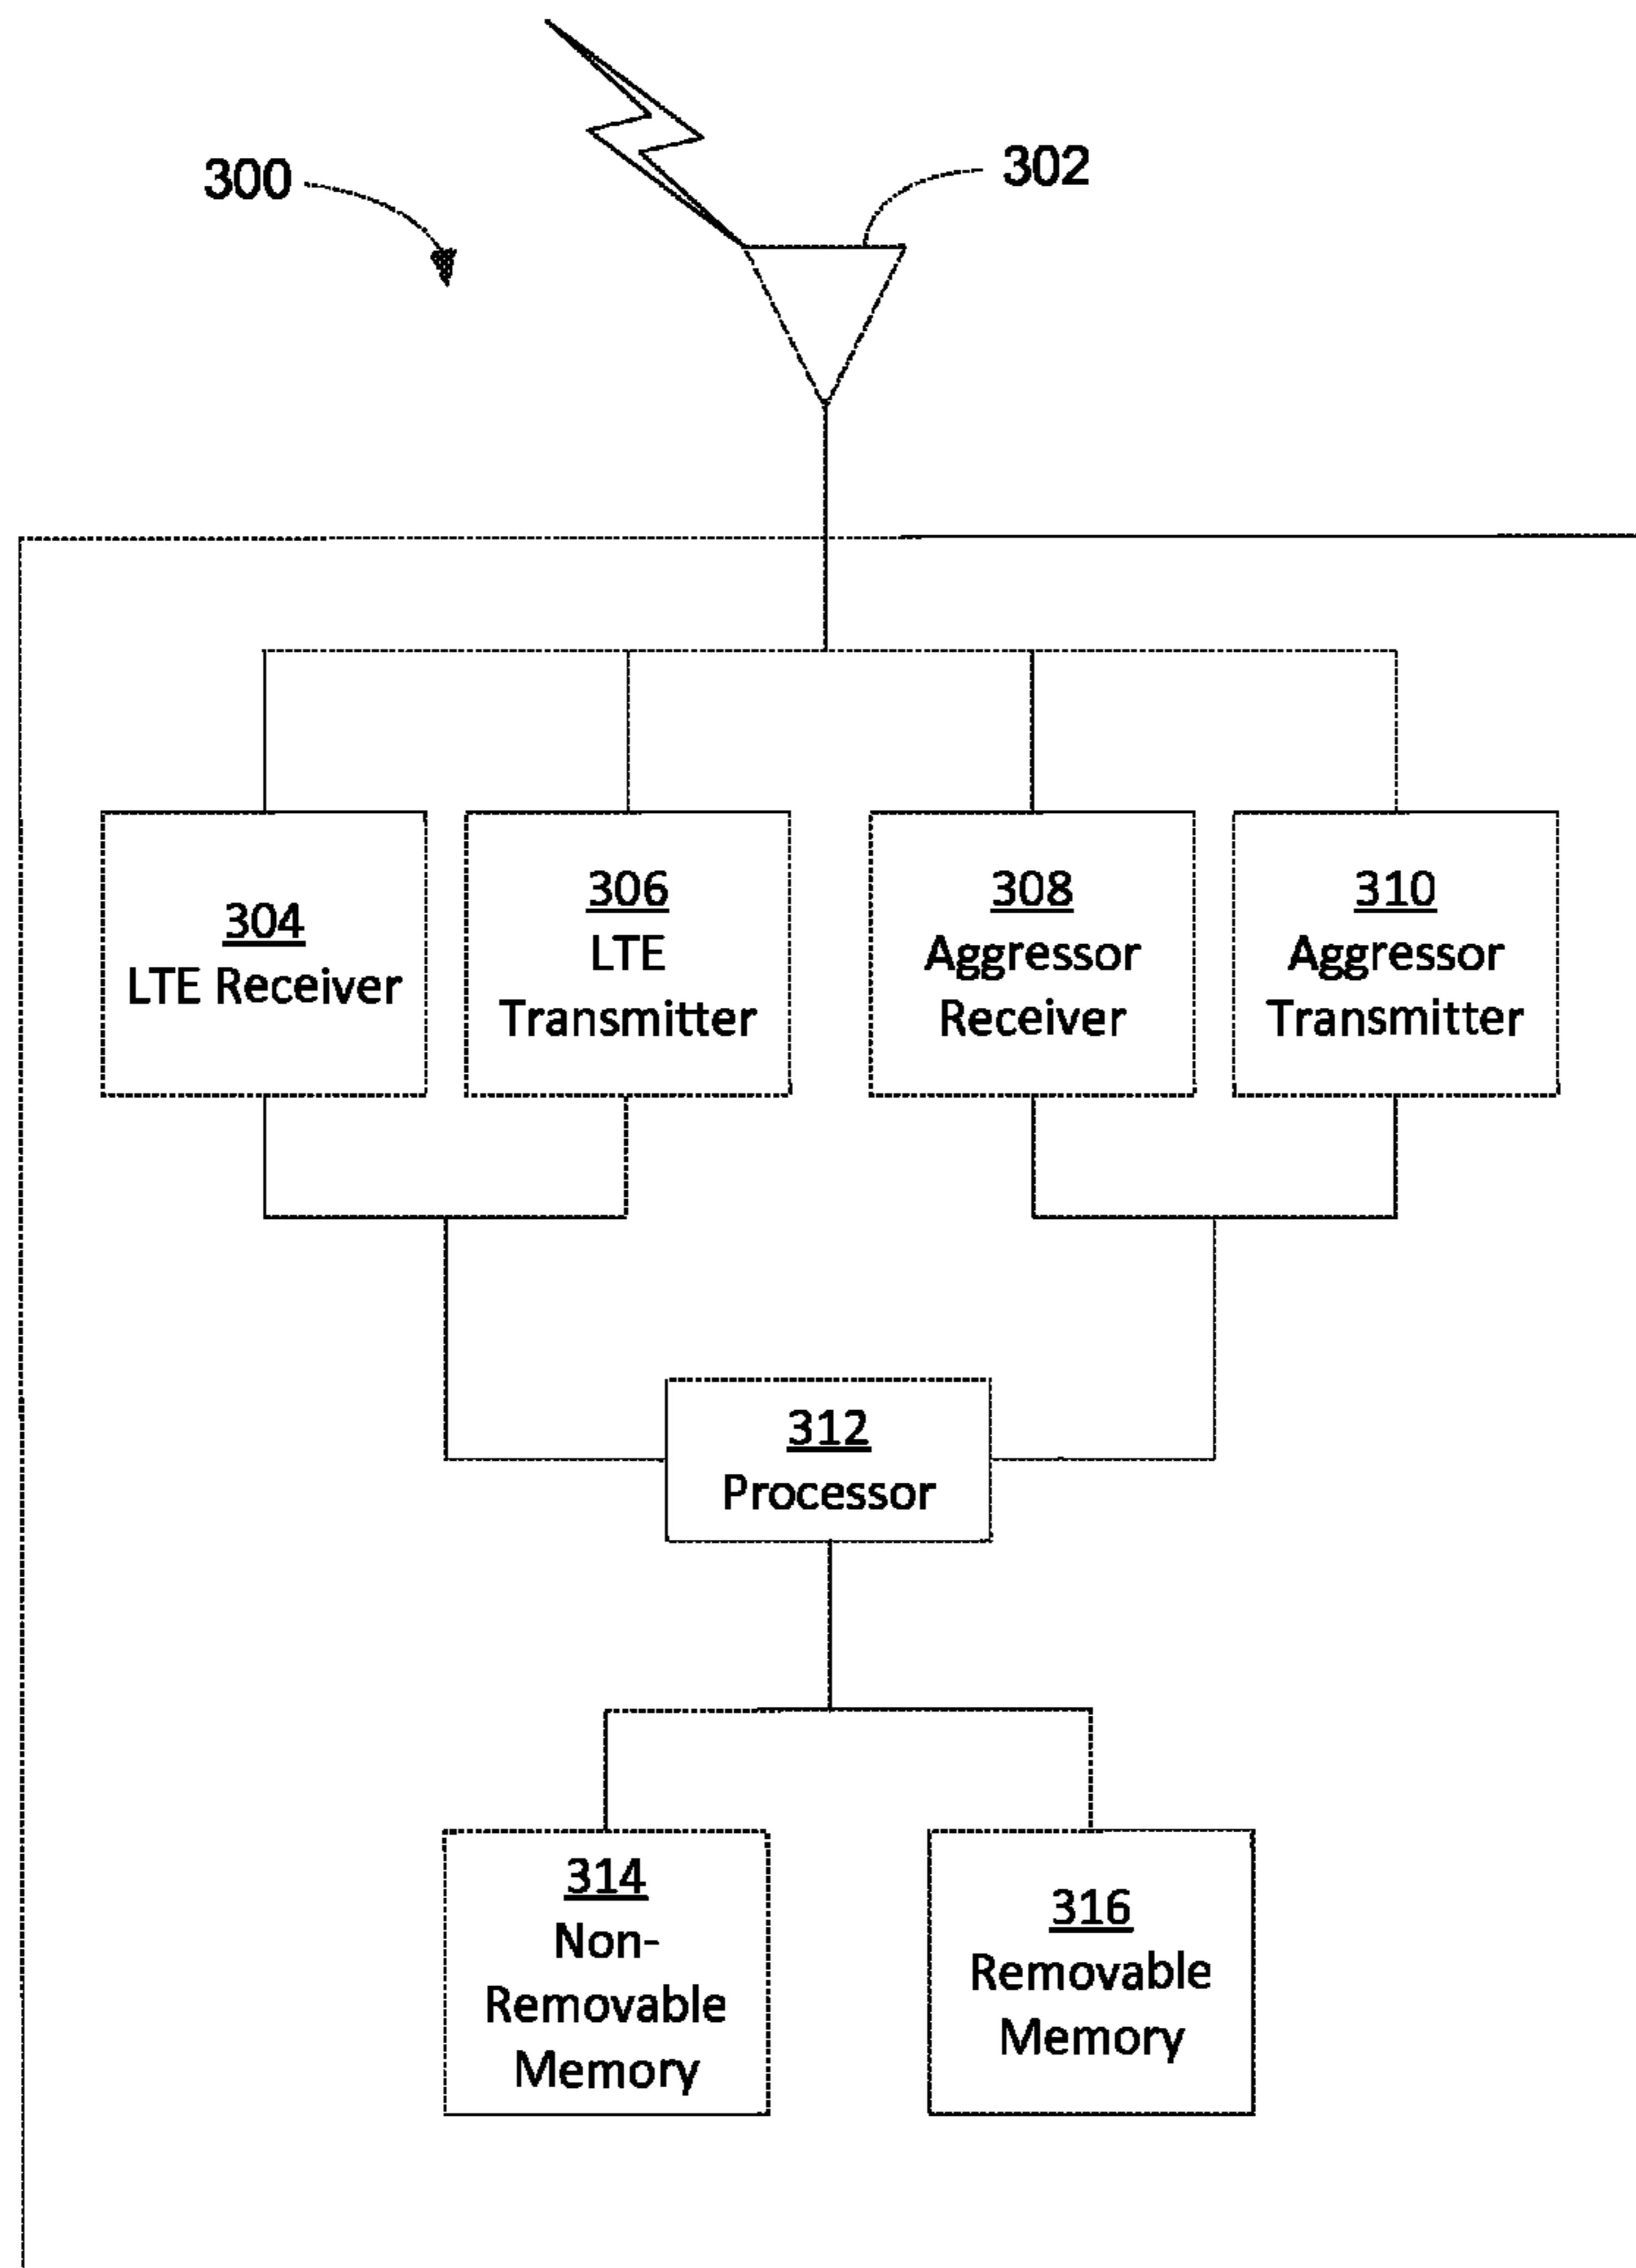 300
302
304
LTE Receiver
306
LTE
Transmitter
308
Aggressor
Receiver
310
Aggressor
Transmitter
312
Processor
314
Non-
Removable
Memory
316
Removable
Memory